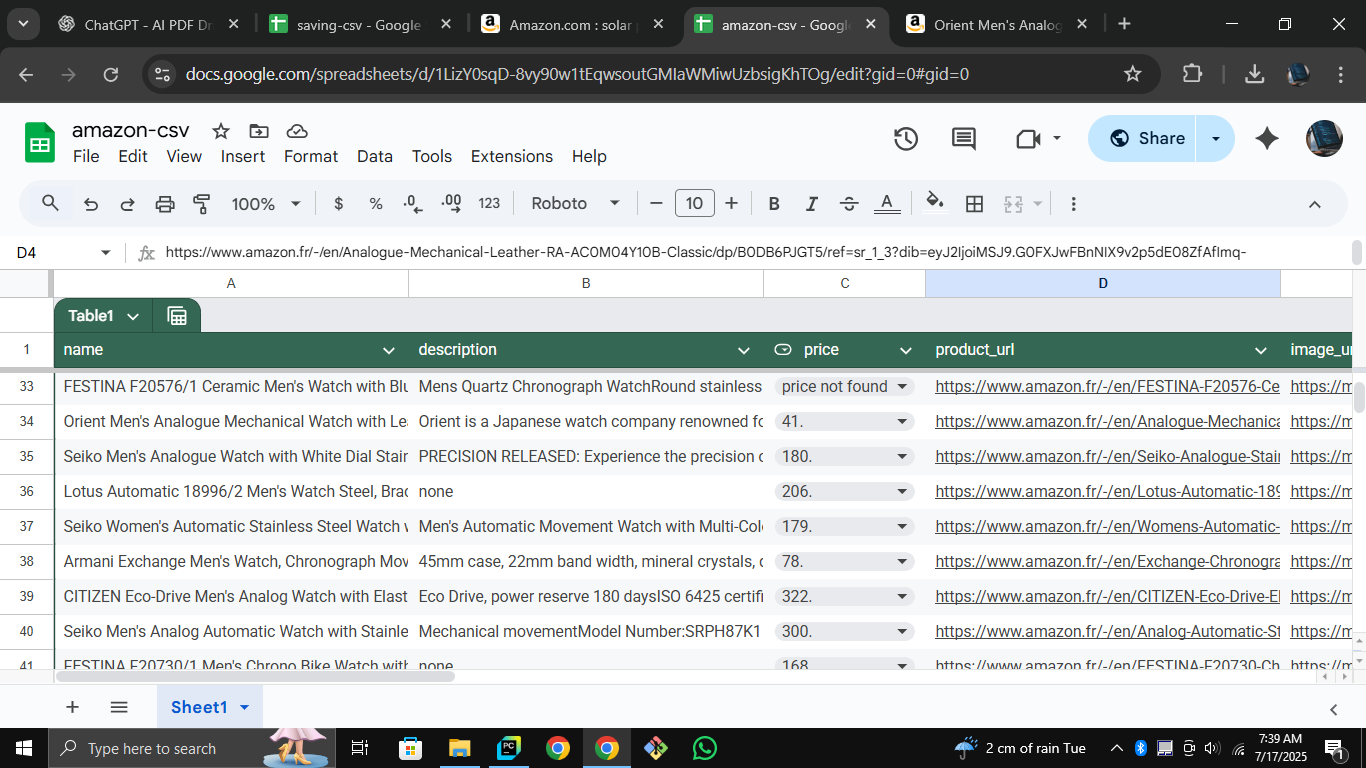 ChatGPT - AI PDF Dr
saving-csv - Google
Amazon.com : solar
amazon-csv - Google
Orient Men's Analog
docs.google.com/spreadsheets/d/1LizY0sqD-8vy90w1tEqwsoutGMIaWMiwUzbsigKhTOg/edit?gid=0#gid=0
amazon-csv
File Edit View Insert Format Data Tools Extensions Help
Share
100% $ % .0 .00 123 Roboto − 10 + B I S A
D4
https://www.amazon.fr/-/en/Analogue-Mechanical-Leather-RA-AC0M04Y10B-Classic/dp/B0DB6PJGT5/ref=sr_1_3?dib=eyJ2IjoiMSJ9.G0FXJwFBnNIX9v2p5dE08ZfAfImq-
A B C D
Table1
1 name description price product_url image_u
33 FESTINA F20576/1 Ceramic Men's Watch with Blu Mens Quartz Chronograph WatchRound stainless price not found https://www.amazon.fr/-/en/FESTINA-F20576-Ce https://m
34 Orient Men's Analogue Mechanical Watch with Le Orient is a Japanese watch company renowned fo 41. https://www.amazon.fr/-/en/Analogue-Mechanica https://m
35 Seiko Men's Analogue Watch with White Dial Stai PRECISION RELEASED: Experience the precision o 180. https://www.amazon.fr/-/en/Seiko-Analogue-Stai https://m
36 Lotus Automatic 18996/2 Men's Watch Steel, Brac none 206. https://www.amazon.fr/-/en/Lotus-Automatic-189 https://m
37 Seiko Women's Automatic Stainless Steel Watch w Men's Automatic Movement Watch with Multi-Col 179. https://www.amazon.fr/-/en/Womens-Automatic- https://m
38 Armani Exchange Men's Watch, Chronograph Mov 45mm case, 22mm band width, mineral crystals, q 78. https://www.amazon.fr/-/en/Exchange-Chronogra https://m
39 CITIZEN Eco-Drive Men's Analog Watch with Elast Eco Drive, power reserve 180 daysISO 6425 certifi 322. https://www.amazon.fr/-/en/CITIZEN-Eco-Drive-El https://m
40 Seiko Men's Analog Automatic Watch with Stainle Mechanical movementModel Number:SRPH87K1 300. https://www.amazon.fr/-/en/Analog-Automatic-St https://m
41 FESTINA F20730/1 Men's Chrono Bike Watch with none 168. https://www.amazon.fr/-/en/FESTINA-F20730-Ch https://m
Sheet1
Type here to search
2 cm of rain Tue
7:39 AM
7/17/2025
1